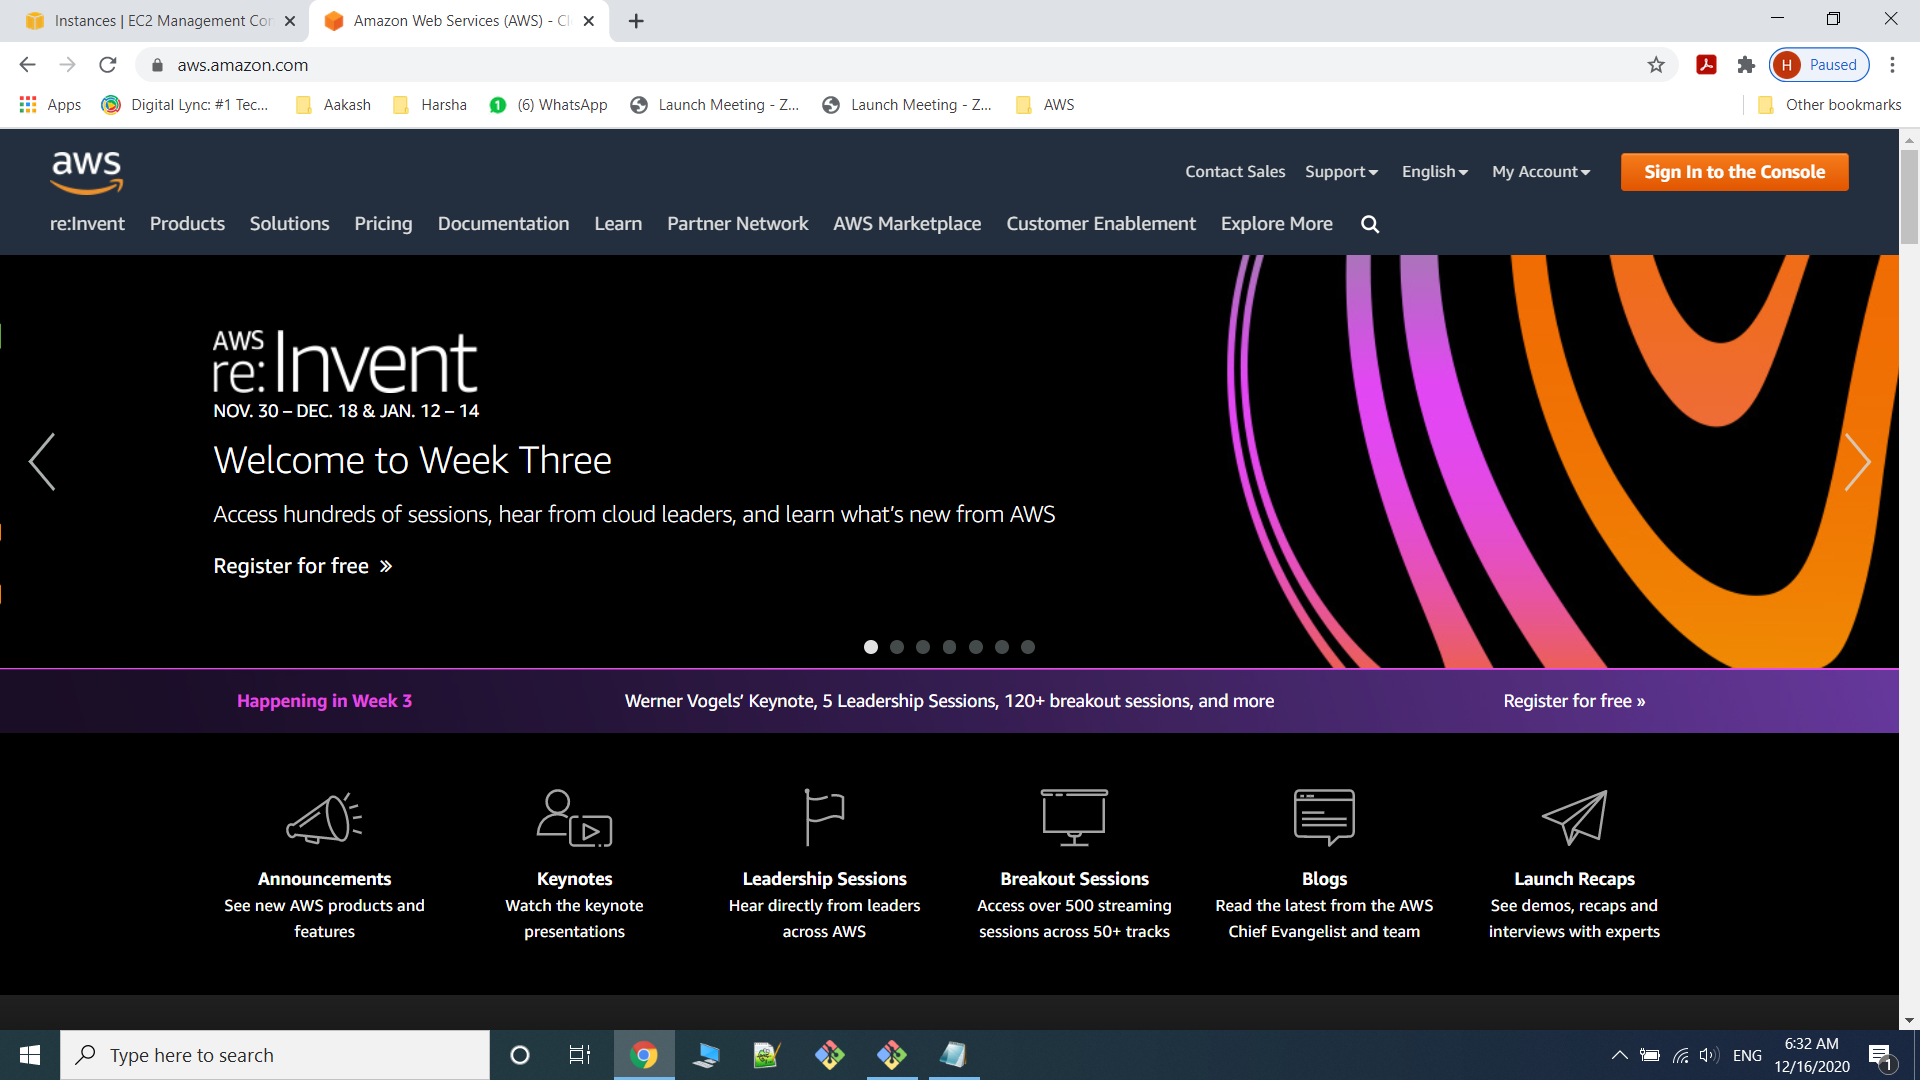 Instances | EC2 Management Con
Amazon Web Services (AWS) - Cl
aws.amazon.com
H Paused
Apps
Digital Lync: #1 Tec...
Aakash
Harsha
1 (6) WhatsApp
Launch Meeting - Z...
Launch Meeting - Z...
AWS
Other bookmarks
aws
Contact Sales
Support
English
My Account
Sign In to the Console
re:Invent
Products
Solutions
Pricing
Documentation
Learn
Partner Network
AWS Marketplace
Customer Enablement
Explore More
AWS
re:Invent
NOV. 30 – DEC. 18 & JAN. 12 – 14
Welcome to Week Three
Access hundreds of sessions, hear from cloud leaders, and learn what’s new from AWS
Register for free »
Happening in Week 3
Werner Vogels’ Keynote, 5 Leadership Sessions, 120+ breakout sessions, and more
Register for free »
Announcements
See new AWS products and
features
Keynotes
Watch the keynote
presentations
Leadership Sessions
Hear directly from leaders
across AWS
Breakout Sessions
Access over 500 streaming
sessions across 50+ tracks
Blogs
Read the latest from the AWS
Chief Evangelist and team
Launch Recaps
See demos, recaps and
interviews with experts
Type here to search
ENG
6:32 AM
12/16/2020
1